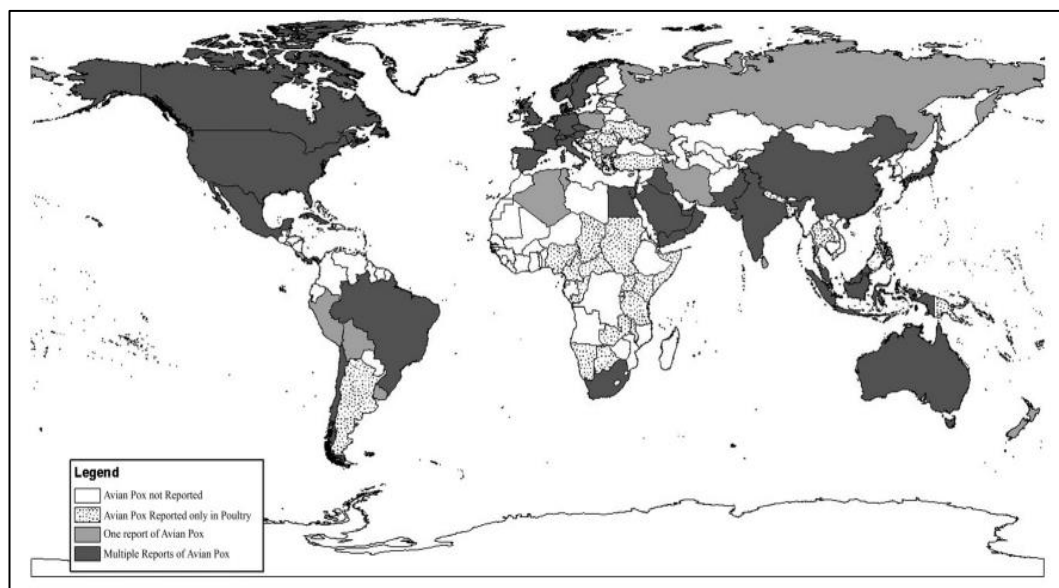 Legend
Avian Pox not Reported
Avian Pox Reported only in Poultry
One report of Avian Pox
Multiple Reports of Avian Pox